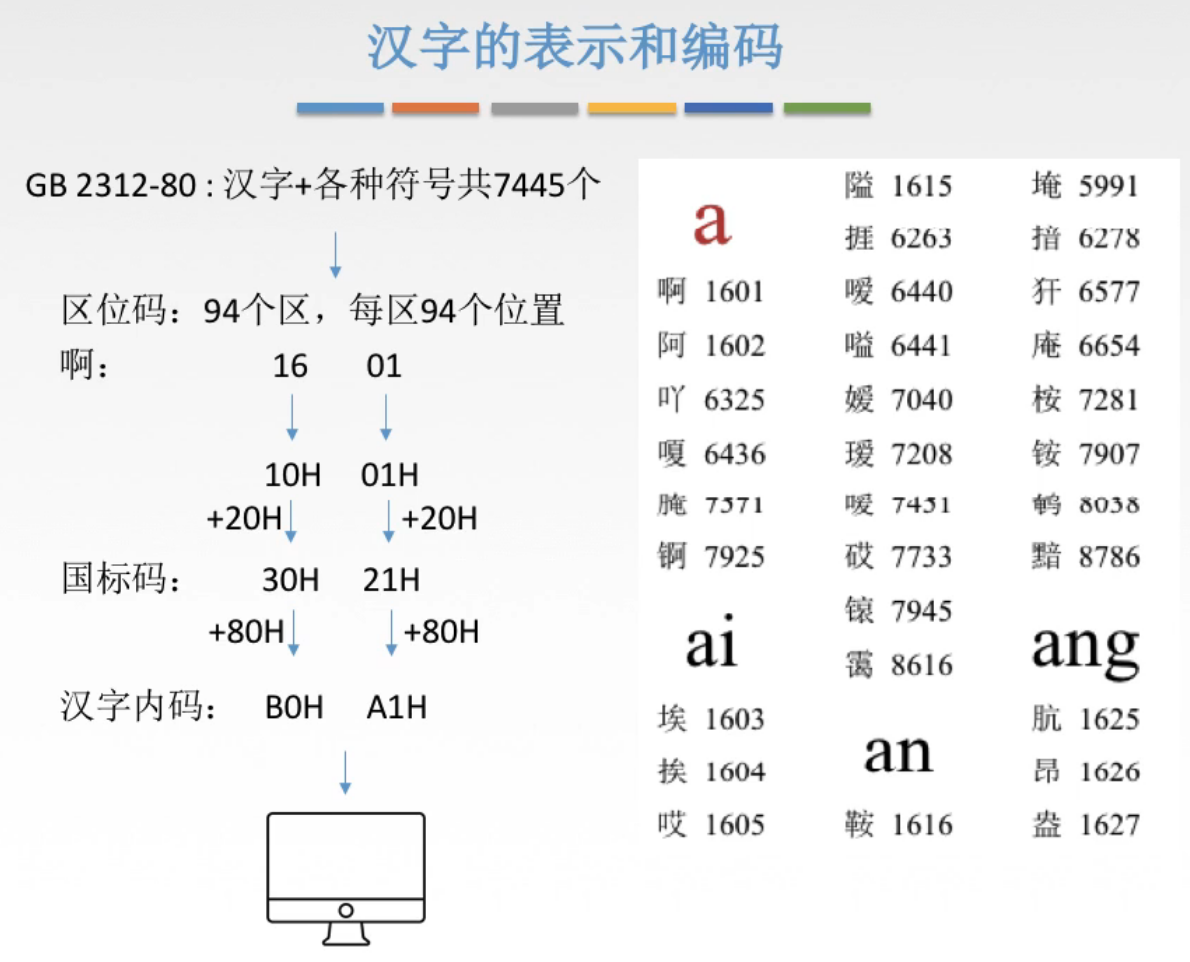 汉字的表示和编码
GB 2312-80 : 汉字+各种符号共7445个
区位码：94个区，每区94个位置
啊： 16 01
10H 01H
+20H +20H
国标码： 30H 21H
+80H +80H
汉字内码： B0H A1H
a
啊 1601
阿 1602
吖 6325
嗄 6436
腌 7571
锕 7925
ai
埃 1603
挨 1604
哎 1605
隘 1615
捱 6263
嗳 6440
嗌 6441
嫒 7040
瑷 7208
暧 7451
砹 7733
锿 7945
霭 8616
an
鞍 1616
埯 5991
揞 6278
犴 6577
庵 6654
桉 7281
铵 7907
鹌 8038
黯 8786
ang
肮 1625
昂 1626
盎 1627